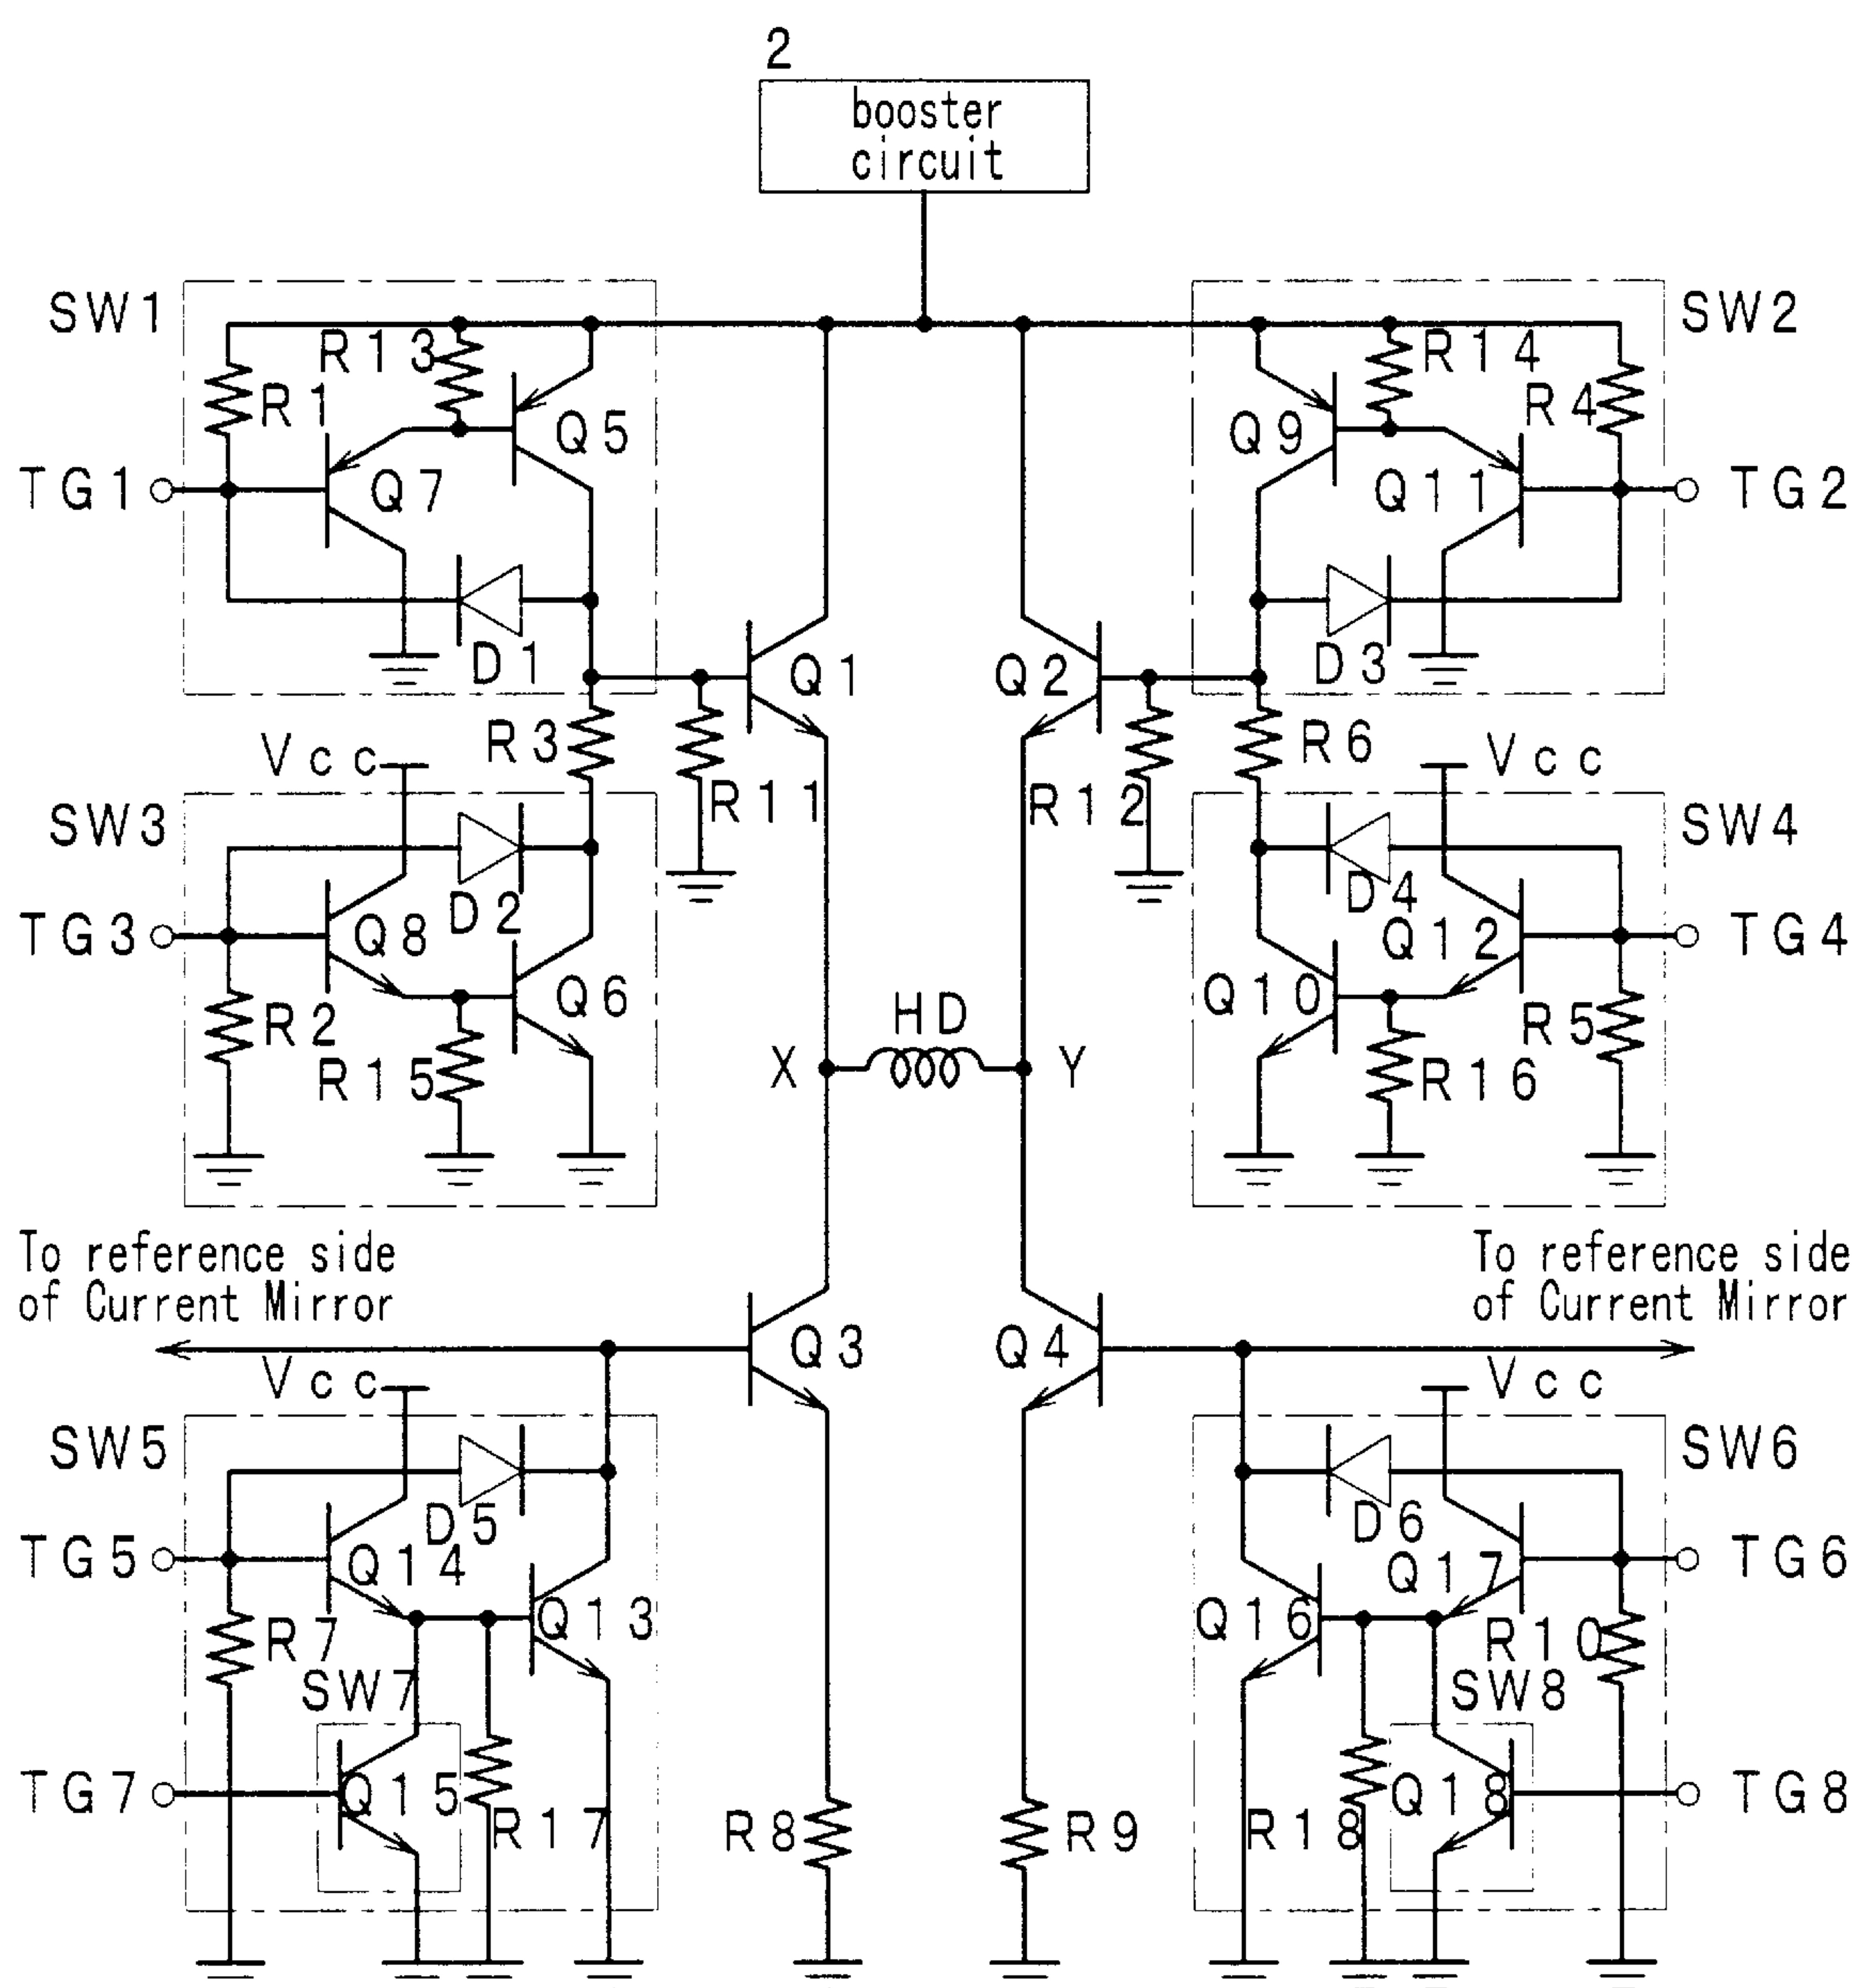 2
booster
circuit
SW1
R13
R1
Q5
TG1
Q7
D1
Q1
SW2
R14
R4
Q9
Q11
TG2
D3
Q2
R3
R11
R12
R6
Vcc
SW3
D2
TG3
Q8
Q6
R2
R15
Vcc
SW4
D4
Q12
TG4
Q10
R5
R16
HD
X
Y
To reference side
of Current Mirror
To reference side
of Current Mirror
Q3
Q4
Vcc
SW5
D5
TG5
Q14
Q13
R7
SW7
TG7
Q15
R17
R8
Vcc
SW6
D6
TG6
Q17
Q16
R10
SW8
Q18
TG8
R18
R9